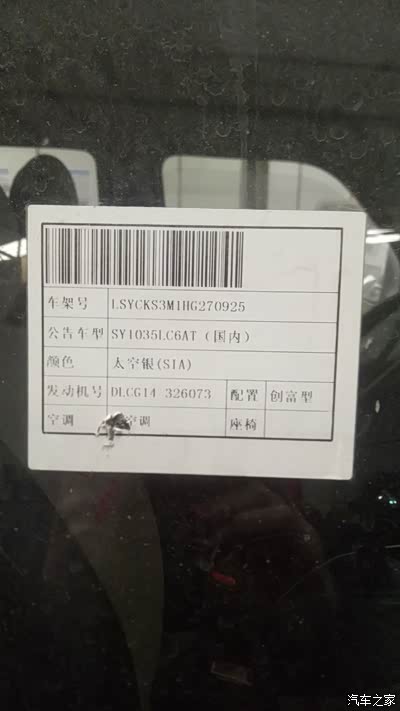 车架号 LSYCKS3M1HG270925
公告车型 SY1035LC6AT（国内）
颜色 太空银(SIA)
发动机号 DLCG14 326073 配置 创富型
空调 空调 座椅
汽车之家